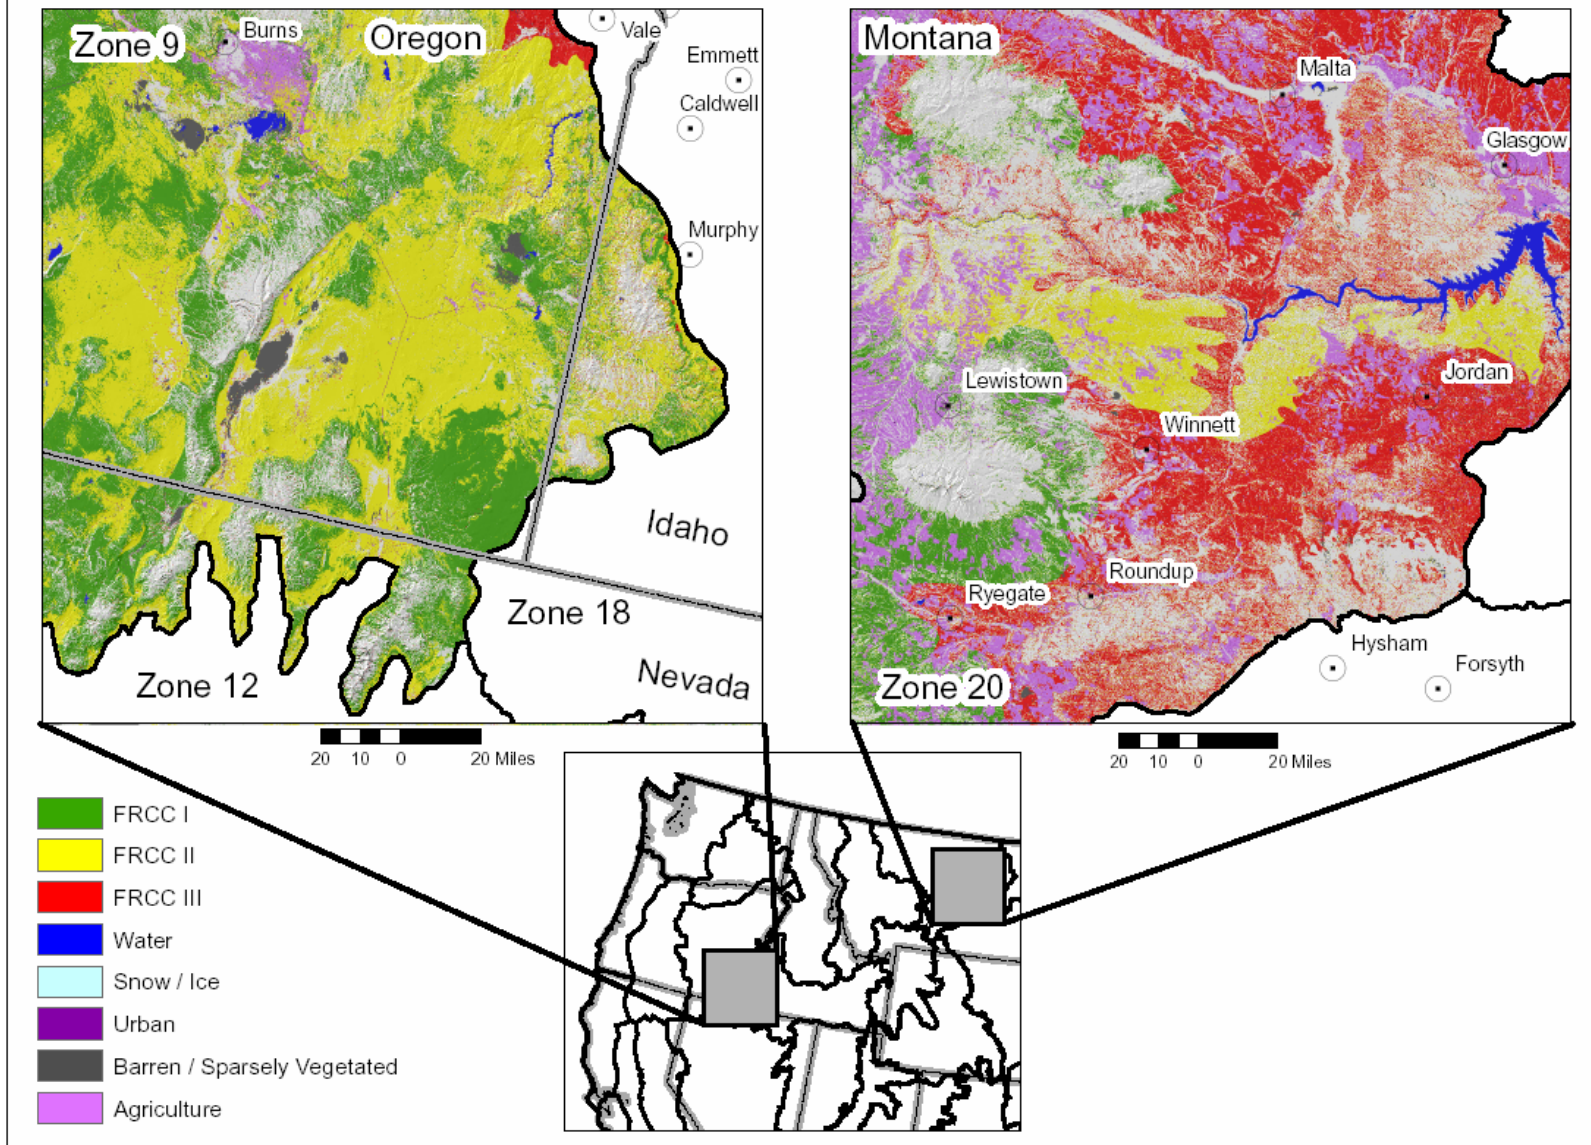 Zone 9
Burns
Oregon
Vale
Emmett
Caldwell
Murphy
Idaho
Zone 18
Nevada
Zone 12
20 10 0 20 Miles
Montana
Malta
Glasgow
Jordan
Lewistown
Winnett
Roundup
Ryegate
Hysham
Forsyth
Zone 20
20 10 0 20 Miles
FRCC I
FRCC II
FRCC III
Water
Snow / Ice
Urban
Barren / Sparsely Vegetated
Agriculture